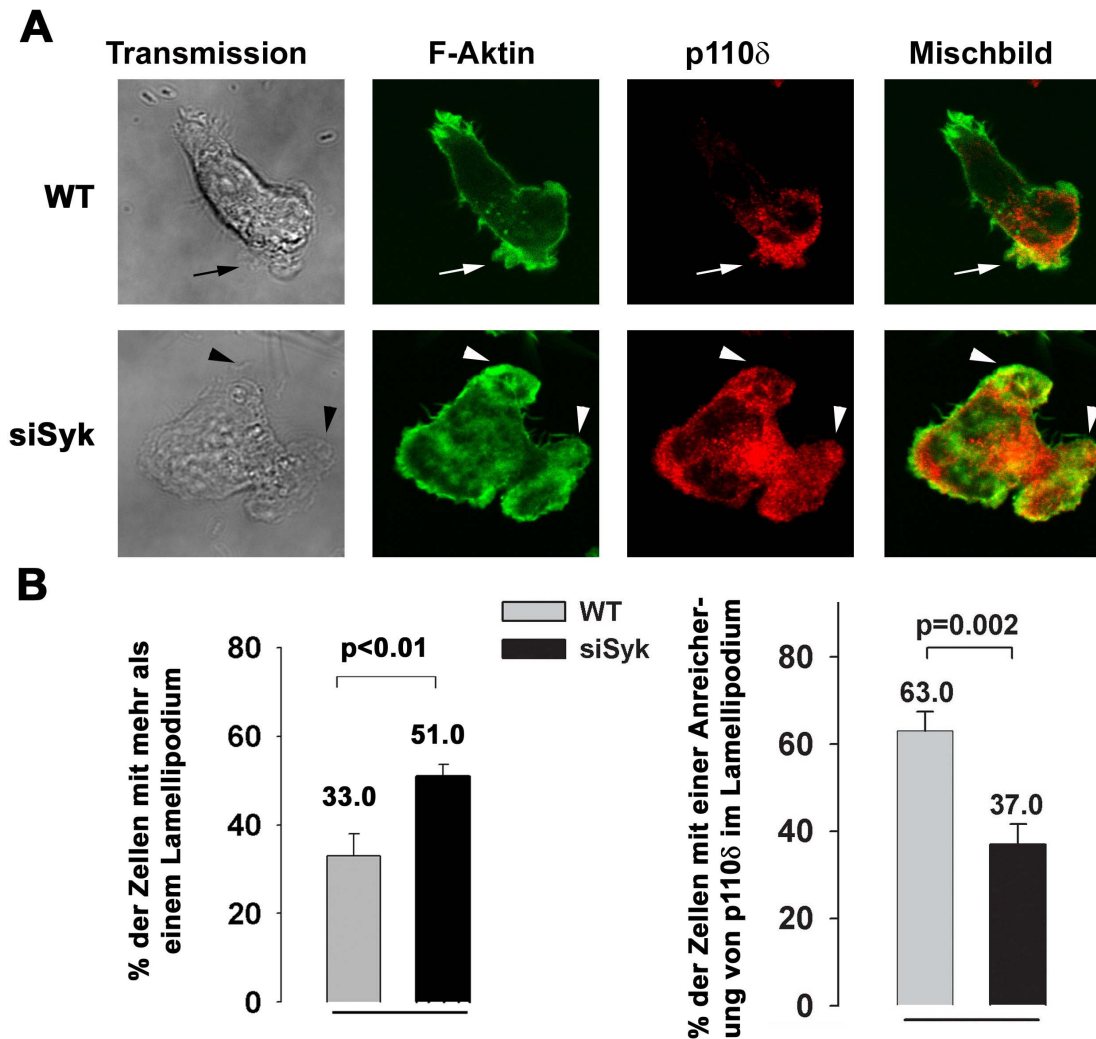 A
Transmission
F-Aktin
p110δ
Mischbild
WT
siSyk
B
WT
siSyk
% der Zellen mit mehr als
einem Lamellipodium
80
60
40
20
0
p<0.01
33.0
51.0
% der Zellen mit einer Anreicher-
ung von p110δ im Lamellipodium
80
60
40
20
0
p=0.002
63.0
37.0